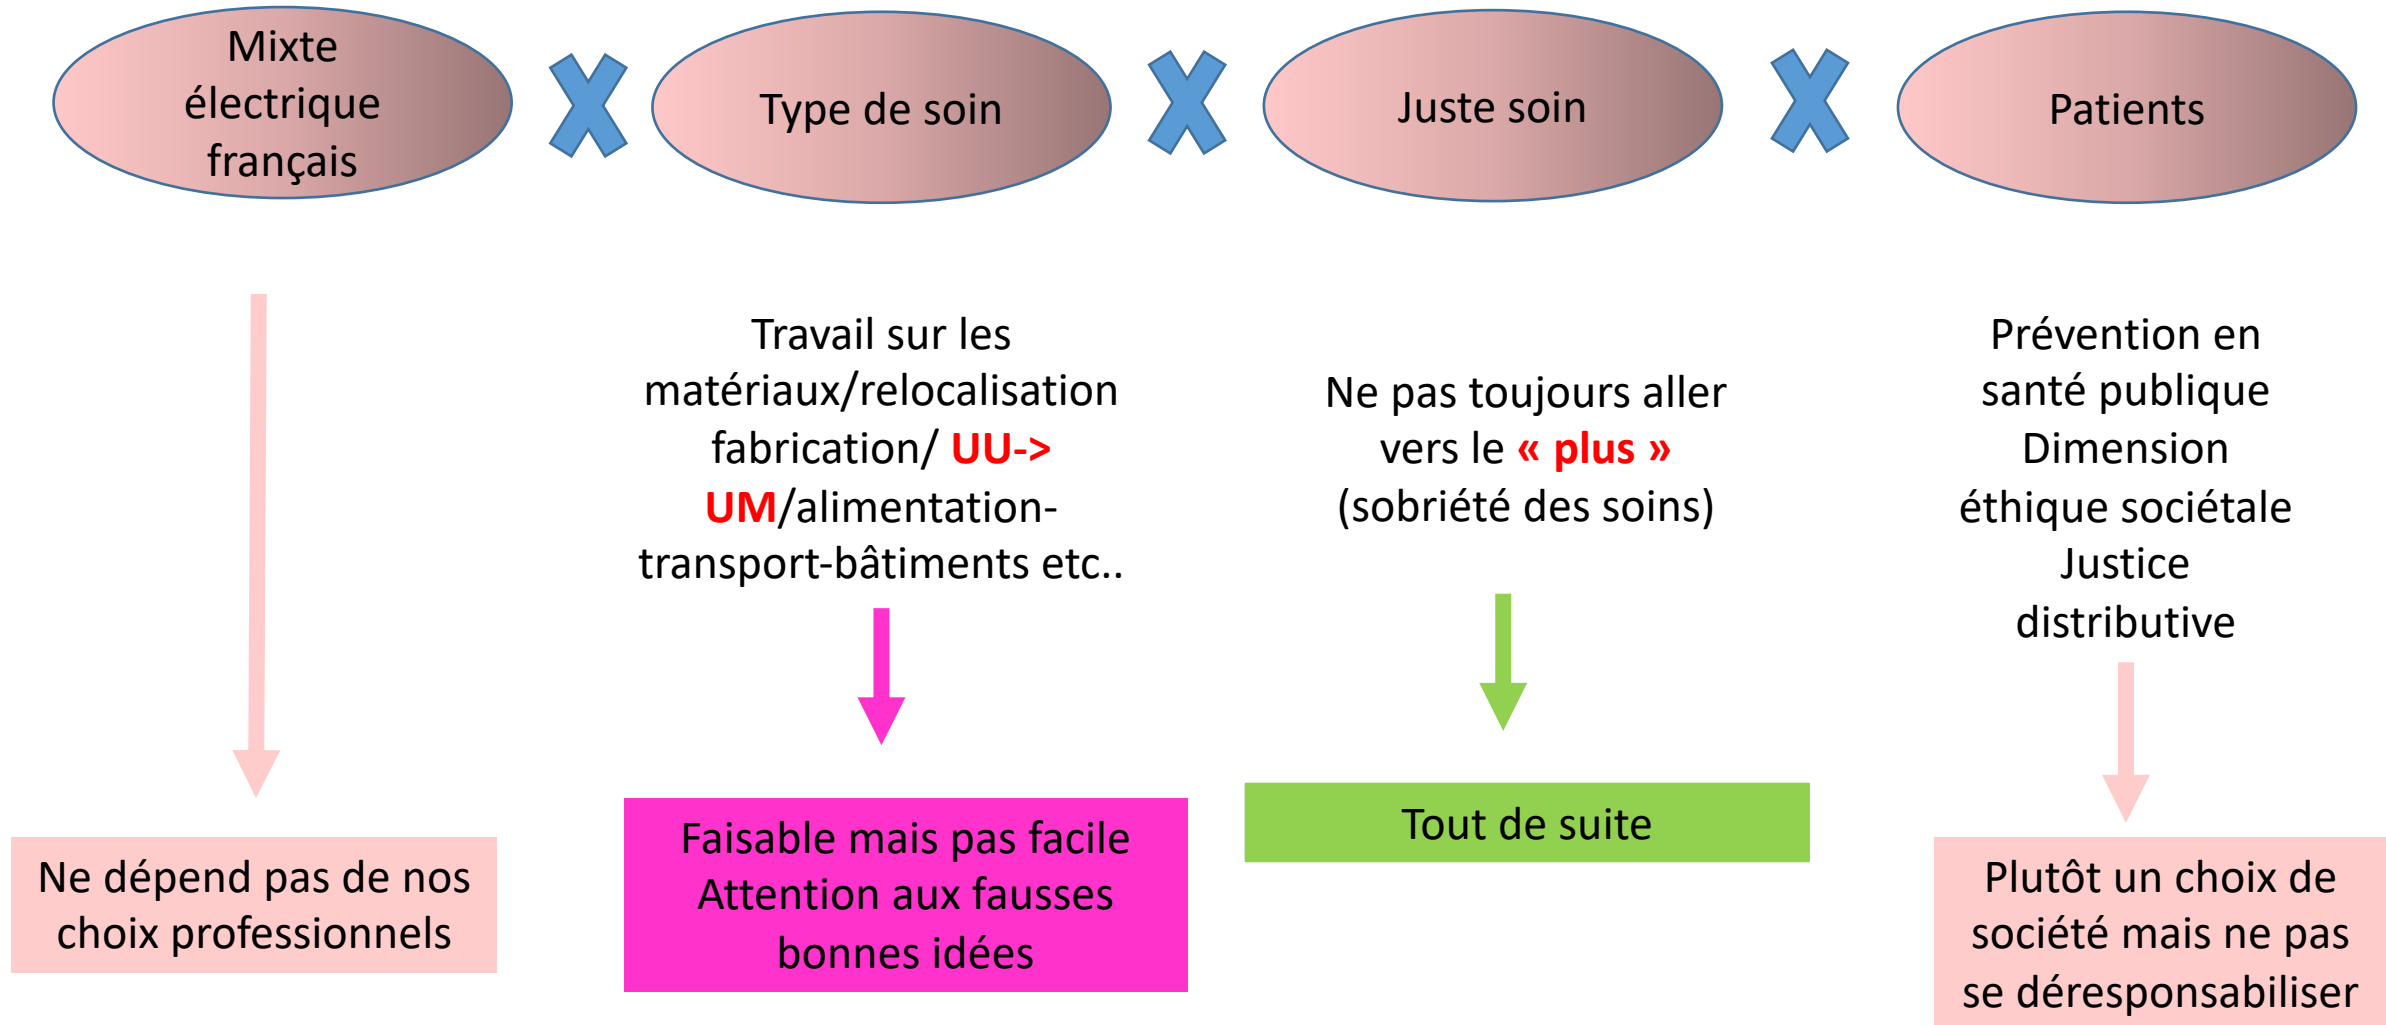 Mixte
électrique
français
Type de soin
Juste soin
Patients
Travail sur les
matériaux/relocalisation
fabrication/ UU->
UM/alimentation-
transport-bâtiments etc..
Ne pas toujours aller
vers le « plus »
(sobriété des soins)
Prévention en
santé publique
Dimension
éthique sociétale
Justice
distributive
Ne dépend pas de nos
choix professionnels
Faisable mais pas facile
Attention aux fausses
bonnes idées
Tout de suite
Plutôt un choix de
société mais ne pas
se déresponsabiliser